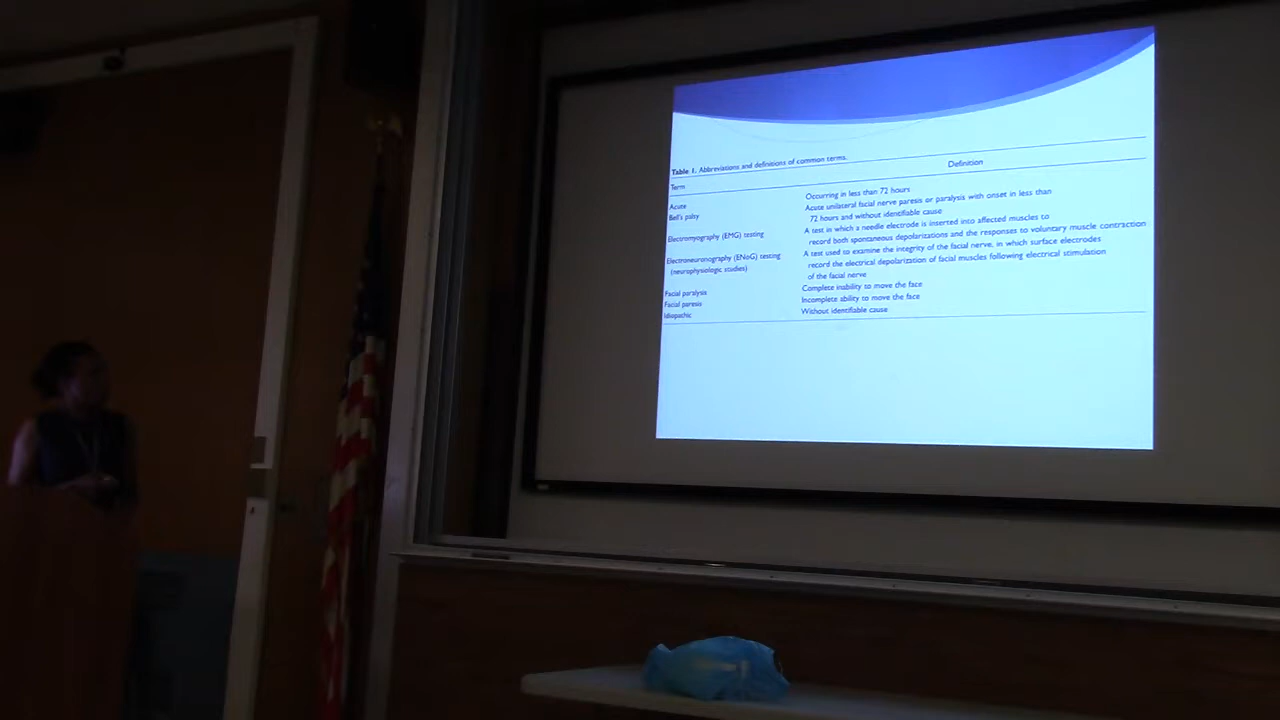 Table 1. Abbreviations and definitions of common terms.
Term Definition
Acute Occurring in less than 72 hours
Bell's palsy Acute unilateral facial nerve paresis or paralysis with onset in less than
72 hours and without identifiable cause
Electromyography (EMG) testing A test in which a needle electrode is inserted into affected muscles to
record both spontaneous depolarizations and the responses to voluntary muscle contraction
Electroneuronography (ENoG) testing A test used to examine the integrity of the facial nerve, in which surface electrodes
(neurophysiologic studies) record the electrical depolarization of facial muscles following electrical stimulation
of the facial nerve
Facial paralysis Complete inability to move the face
Facial paresis Incomplete ability to move the face
Idiopathic Without identifiable cause